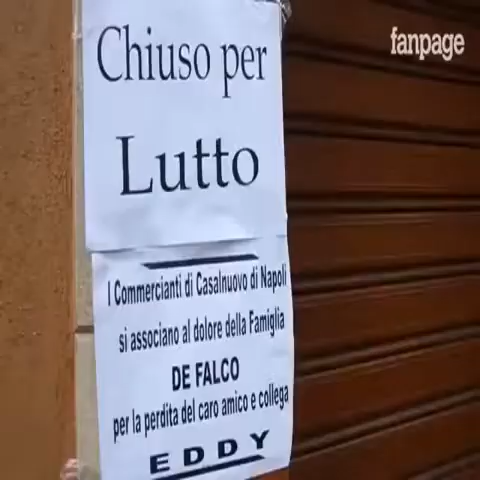 fanpage
Chiuso per
Lutto
I Commercianti di Casalnuovo di Napoli
si associano al dolore della Famiglia
DE FALCO
per la perdita del caro amico e collega
EDDY